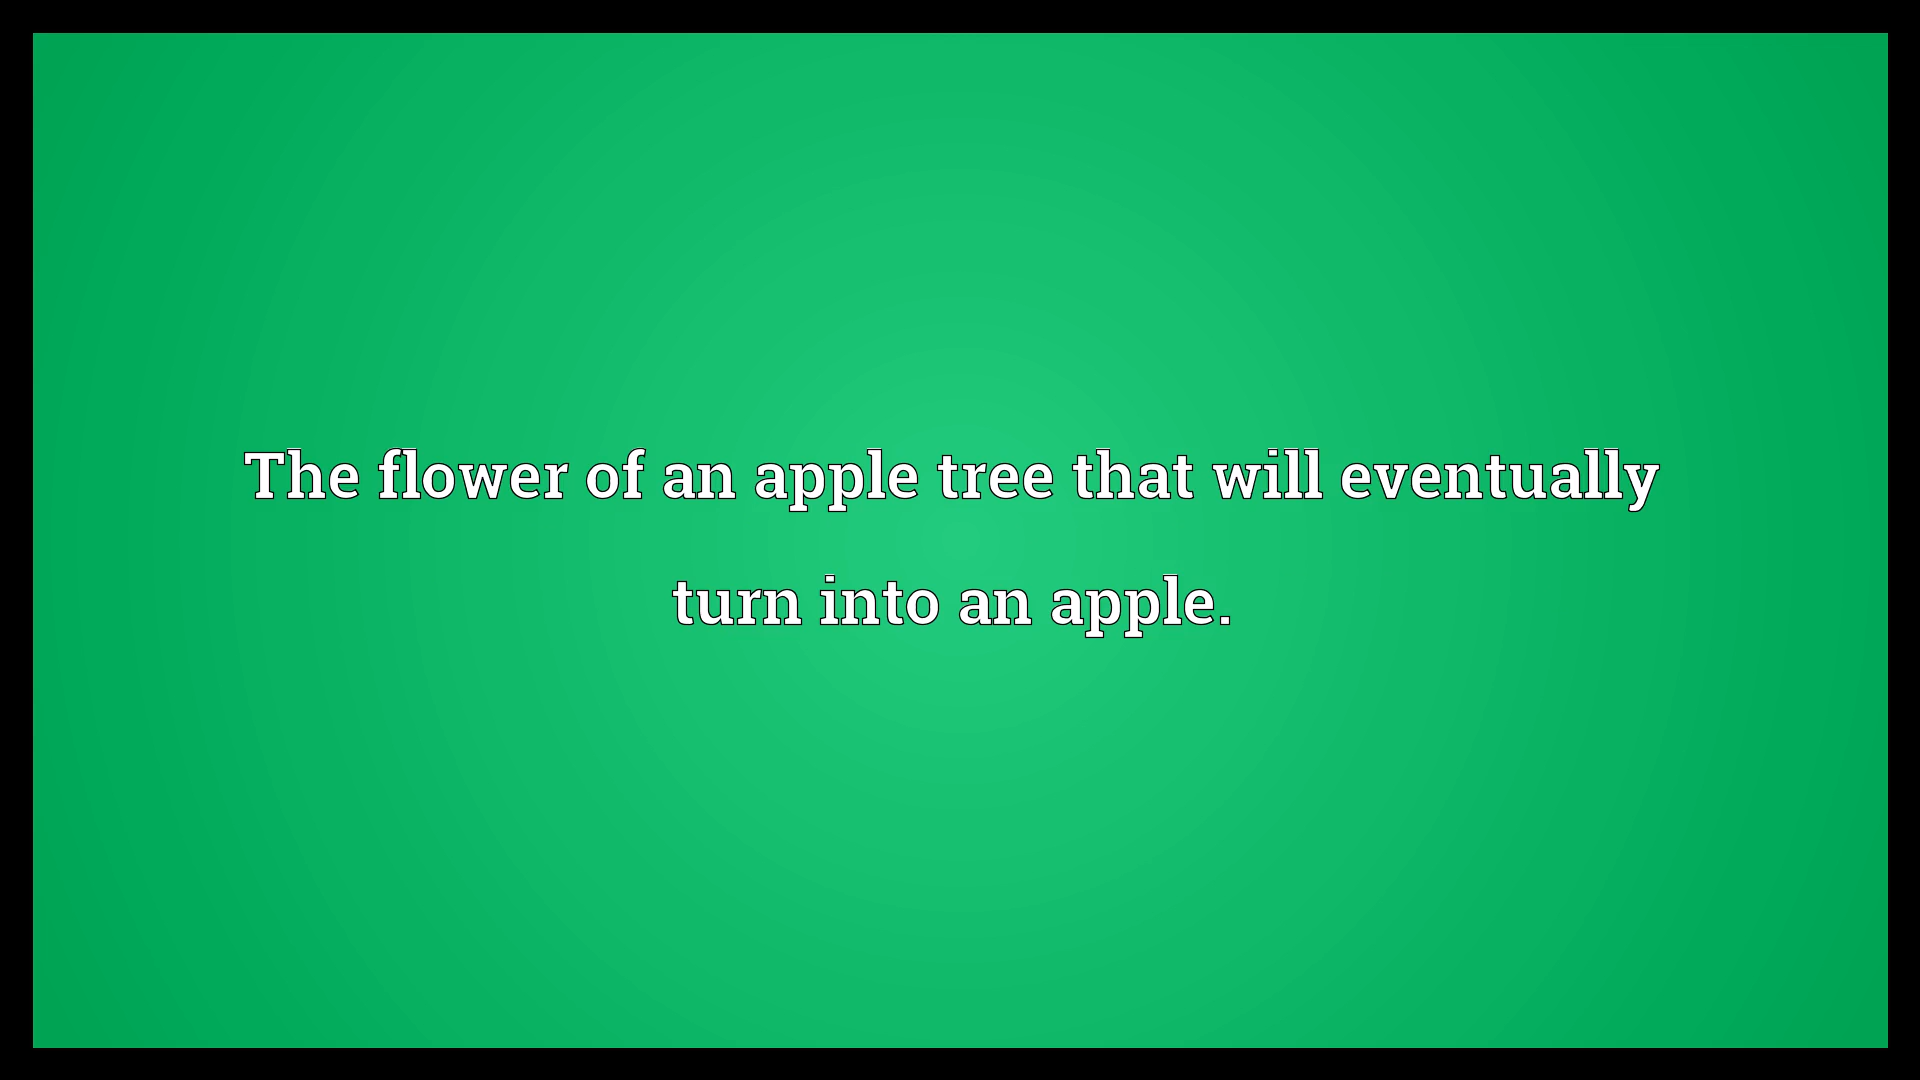 The flower of an apple tree that will eventually
turn into an apple.